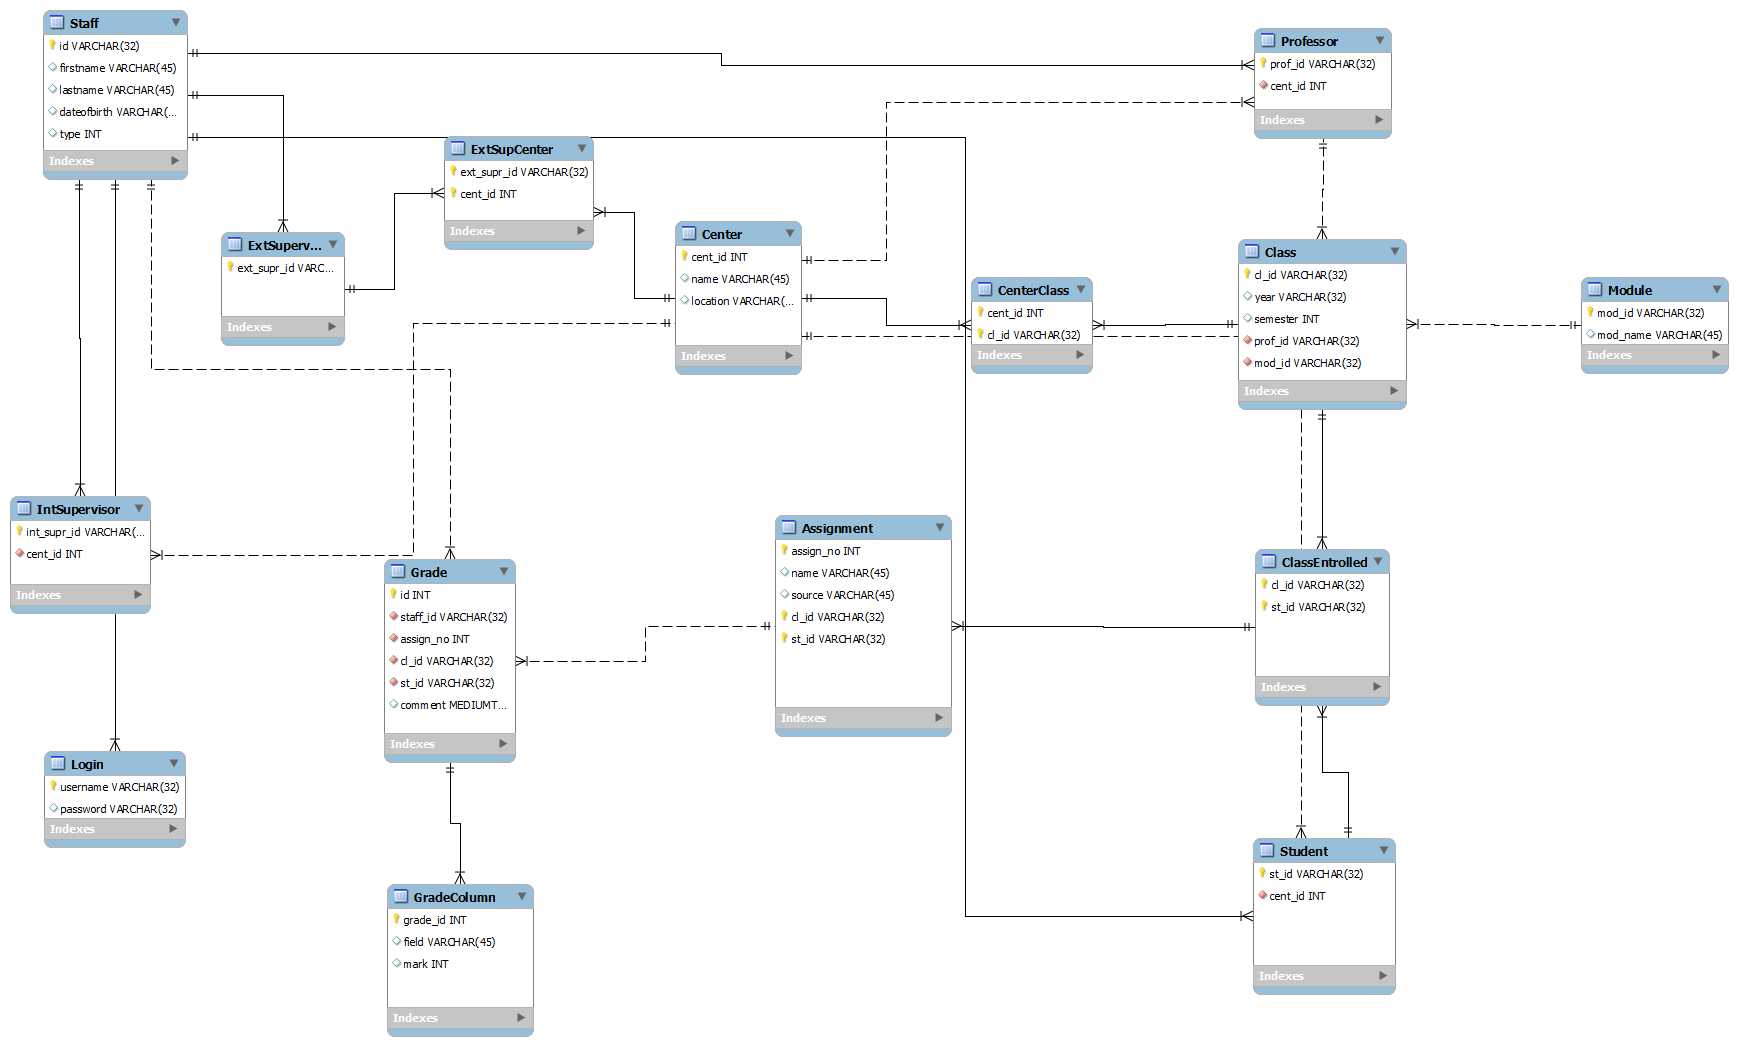 Staff
id VARCHAR(32)
firstname VARCHAR(45)
lastname VARCHAR(45)
dateofbirth VARCHAR(...
type INT
Indexes
Professor
prof_id VARCHAR(32)
cent_id INT
Indexes
ExtSupCenter
ext_supr_id VARCHAR(32)
cent_id INT
Indexes
ExtSuperv...
ext_supr_id VARC...
Indexes
Center
cent_id INT
name VARCHAR(45)
location VARCHAR(...
Indexes
CenterClass
cent_id INT
cl_id VARCHAR(32)
Indexes
Class
cl_id VARCHAR(32)
year VARCHAR(32)
semester INT
prof_id VARCHAR(32)
mod_id VARCHAR(32)
Indexes
Module
mod_id VARCHAR(32)
mod_name VARCHAR(45)
Indexes
IntSupervisor
int_supr_id VARCHAR(...
cent_id INT
Indexes
Grade
id INT
staff_id VARCHAR(32)
assign_no INT
cl_id VARCHAR(32)
st_id VARCHAR(32)
comment MEDIUMT...
Indexes
Assignment
assign_no INT
name VARCHAR(45)
source VARCHAR(45)
cl_id VARCHAR(32)
st_id VARCHAR(32)
Indexes
ClassEntrolled
cl_id VARCHAR(32)
st_id VARCHAR(32)
Indexes
Login
username VARCHAR(32)
password VARCHAR(32)
Indexes
GradeColumn
grade_id INT
field VARCHAR(45)
mark INT
Indexes
Student
st_id VARCHAR(32)
cent_id INT
Indexes